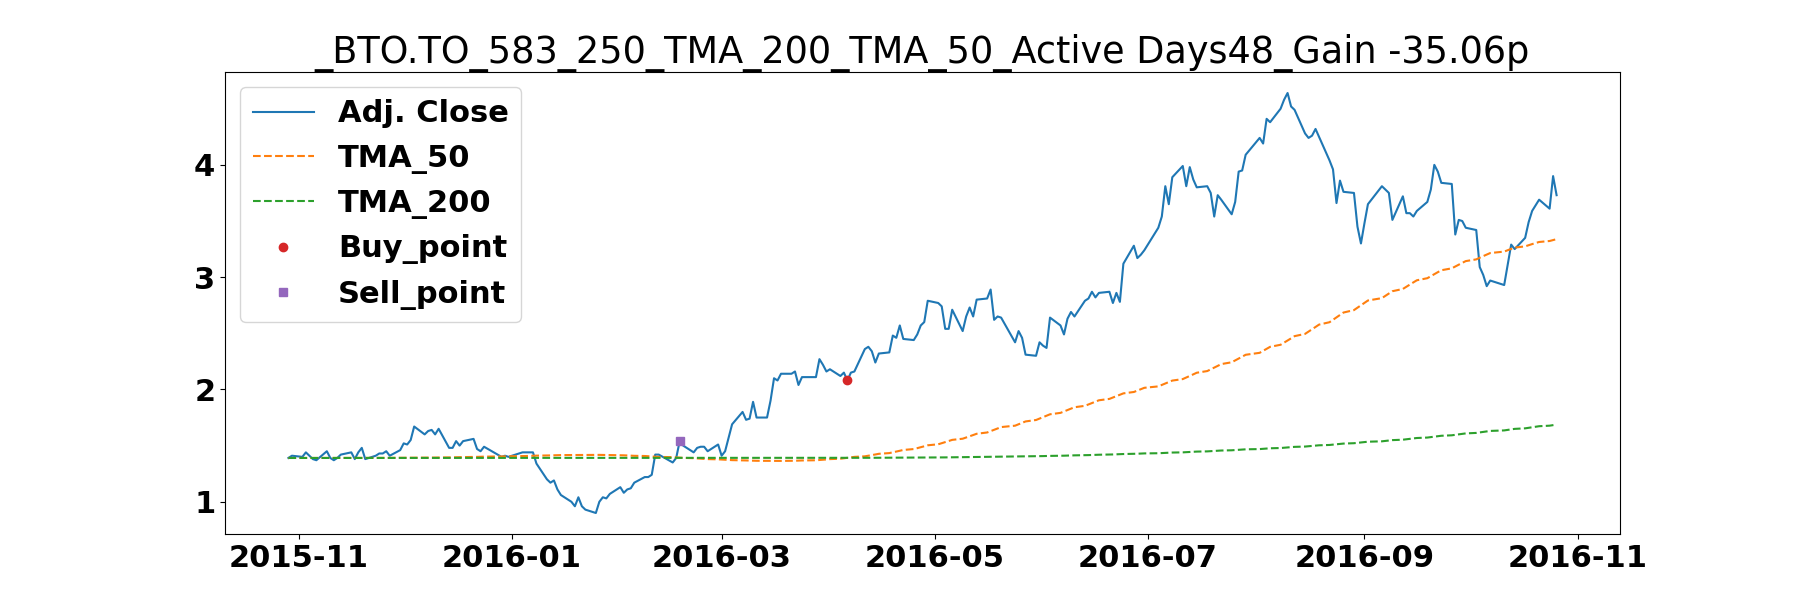 _BTO.TO_583_250_TMA_200_TMA_50_Active Days48_Gain -35.06p
Adj. Close
TMA_50
TMA_200
Buy_point
Sell_point
4
3
2
1
2015-11 2016-01 2016-03 2016-05 2016-07 2016-09 2016-11